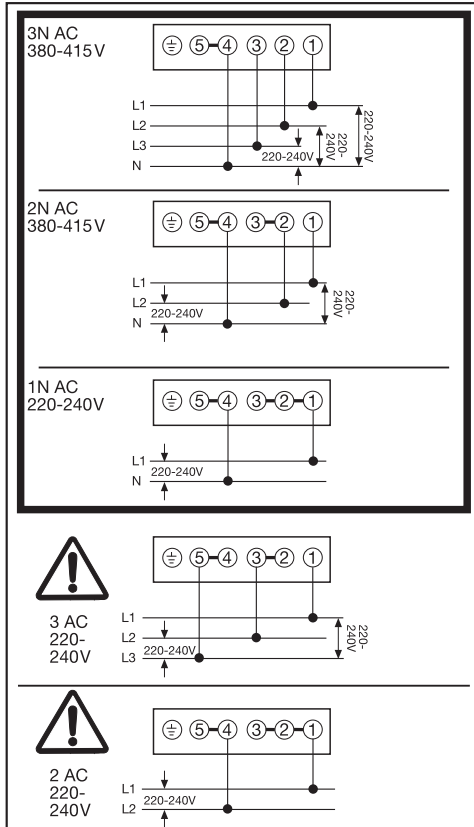 3N AC
380-415V
⏚ 5-4 3 2 1
L1
L2
L3
N
220-240V
220-
240V
220-240V
2N AC
380-415V
⏚ 5-4 3-2 1
L1
L2
N
220-240V
220-
240V
1N AC
220-240V
⏚ 5-4 3-2-1
L1
N
220-240V
3 AC
220-
240V
⏚ 5-4 3-2 1
L1
L2
L3
220-240V
220-
240V
2 AC
220-
240V
⏚ 5-4 3-2-1
L1
L2
220-240V